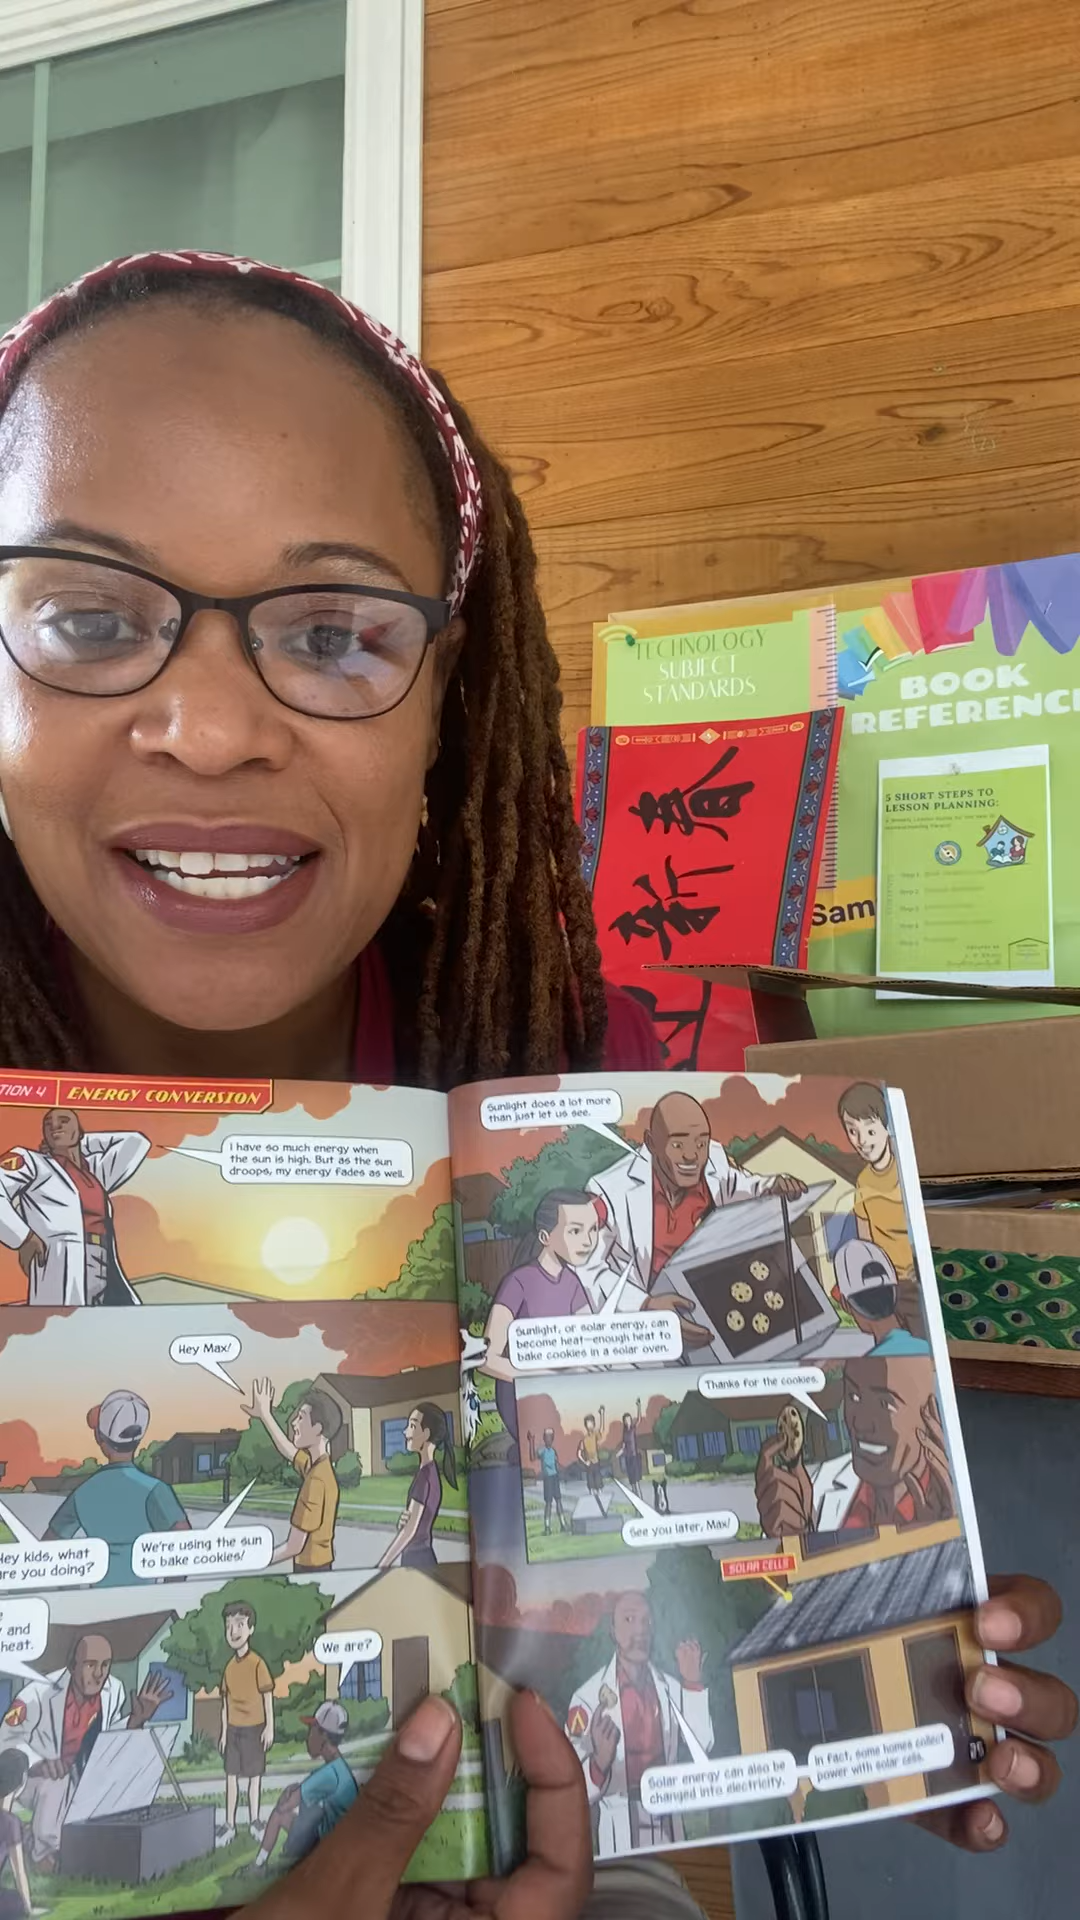 TECHNOLOGY
SUBJECT
STANDARDS
BOOK
REFERENC
5 SHORT STEPS TO
LESSON PLANNING:
Sam
新春
TION 4
ENERGY CONVERSION
I have so much energy when
the sun is high. But as the sun
droops, my energy fades as well.
Hey Max!
Hey kids, what
are you doing?
We're using the sun
to bake cookies!
and
heat.
We are?
Sunlight does a lot more
than just let us see.
Sunlight, or solar energy, can
become heat—enough heat to
bake cookies in a solar oven.
Thanks for the cookies.
See you later, Max!
SOLAR CELLS
Solar energy can also be
changed into electricity.
In fact, some homes collect
power with solar cells.